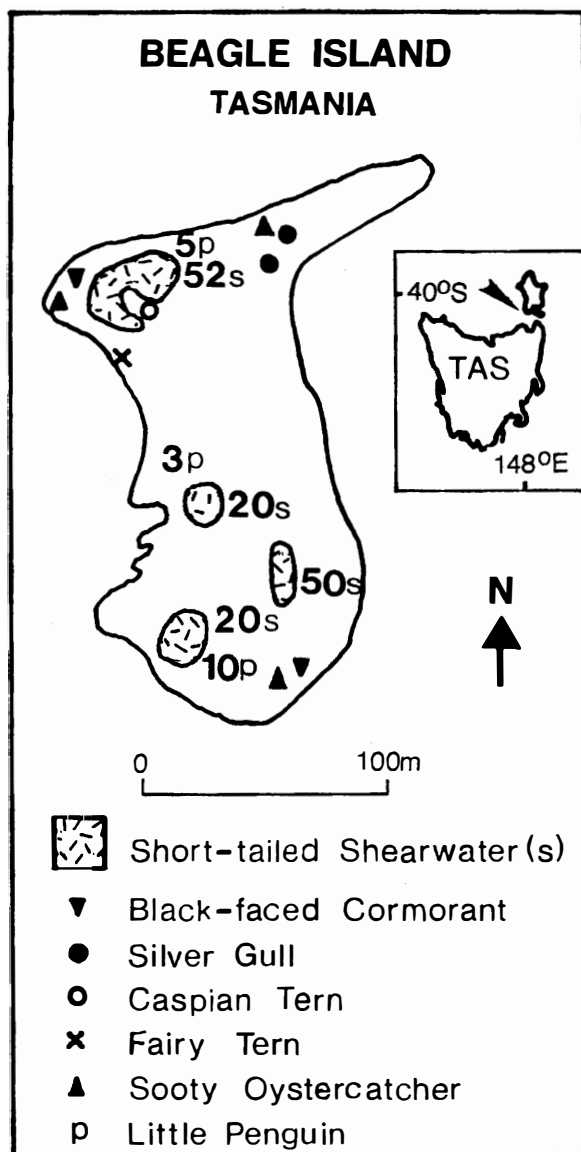 BEAGLE ISLAND
TASMANIA
5p
52s
40°S
TAS
148°E
3p
20s
50s
20s
10p
N
0 100m
Short-tailed Shearwater(s)
Black-faced Cormorant
Silver Gull
Caspian Tern
Fairy Tern
Sooty Oystercatcher
p Little Penguin